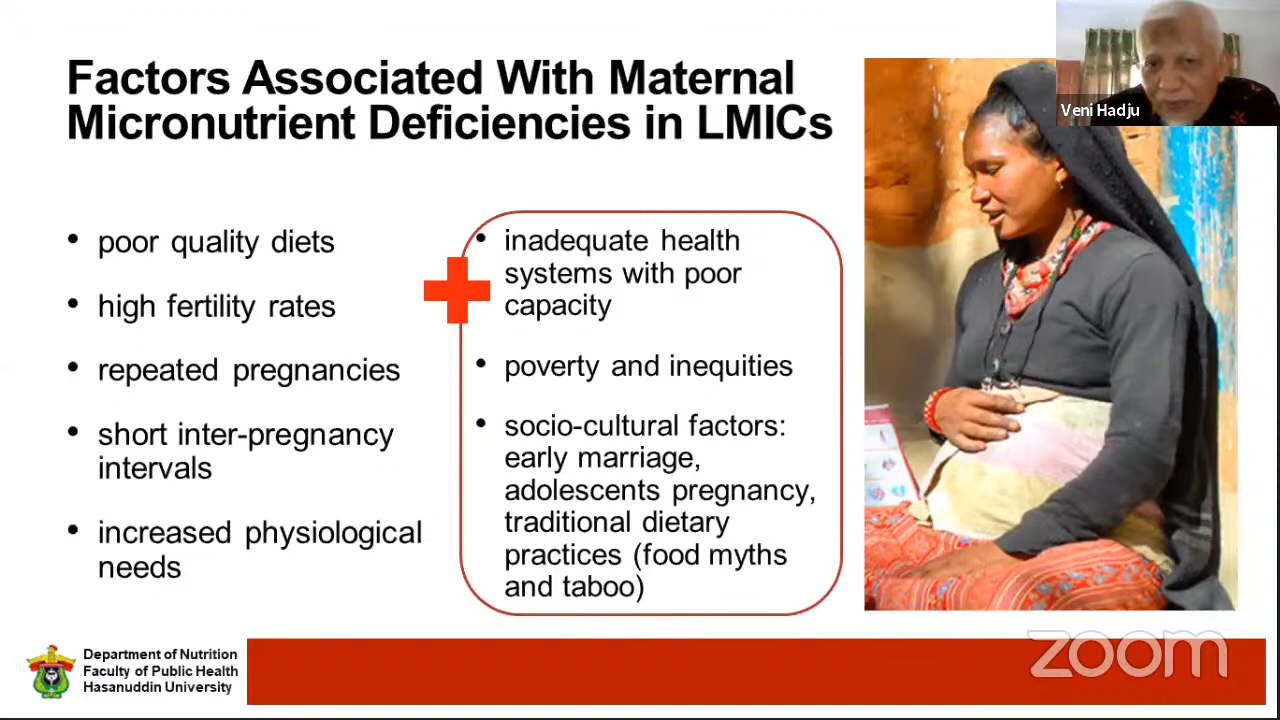 Factors Associated With Maternal
Micronutrient Deficiencies in LMICs
Veni Hadju
• poor quality diets
• high fertility rates
• repeated pregnancies
• short inter-pregnancy
intervals
• increased physiological
needs
• inadequate health
systems with poor
capacity
• poverty and inequities
• socio-cultural factors:
early marriage,
adolescents pregnancy,
traditional dietary
practices (food myths
and taboo)
Department of Nutrition
Faculty of Public Health
Hasanuddin University
zoom